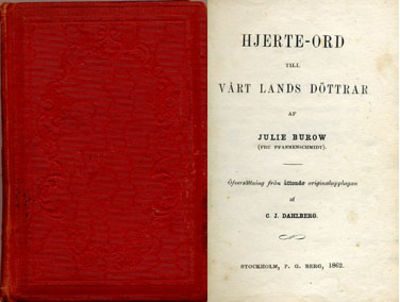 HJERTE-ORD
TILL
VÅRT LANDS DÖTTRAR
AF
JULIE BUROW
(FRU PFANNENSCHMIDT).
Öfversättning från åttonde originalupplagan
af
C. J. DAHLBERG.
STOCKHOLM, P. G. BERG, 1862.